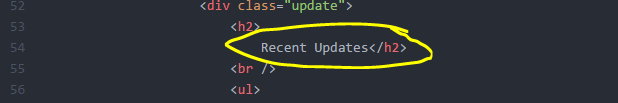 52 <div class="update">
53 <h2>
54 Recent Updates</h2>
55 <br />
56 <ul>